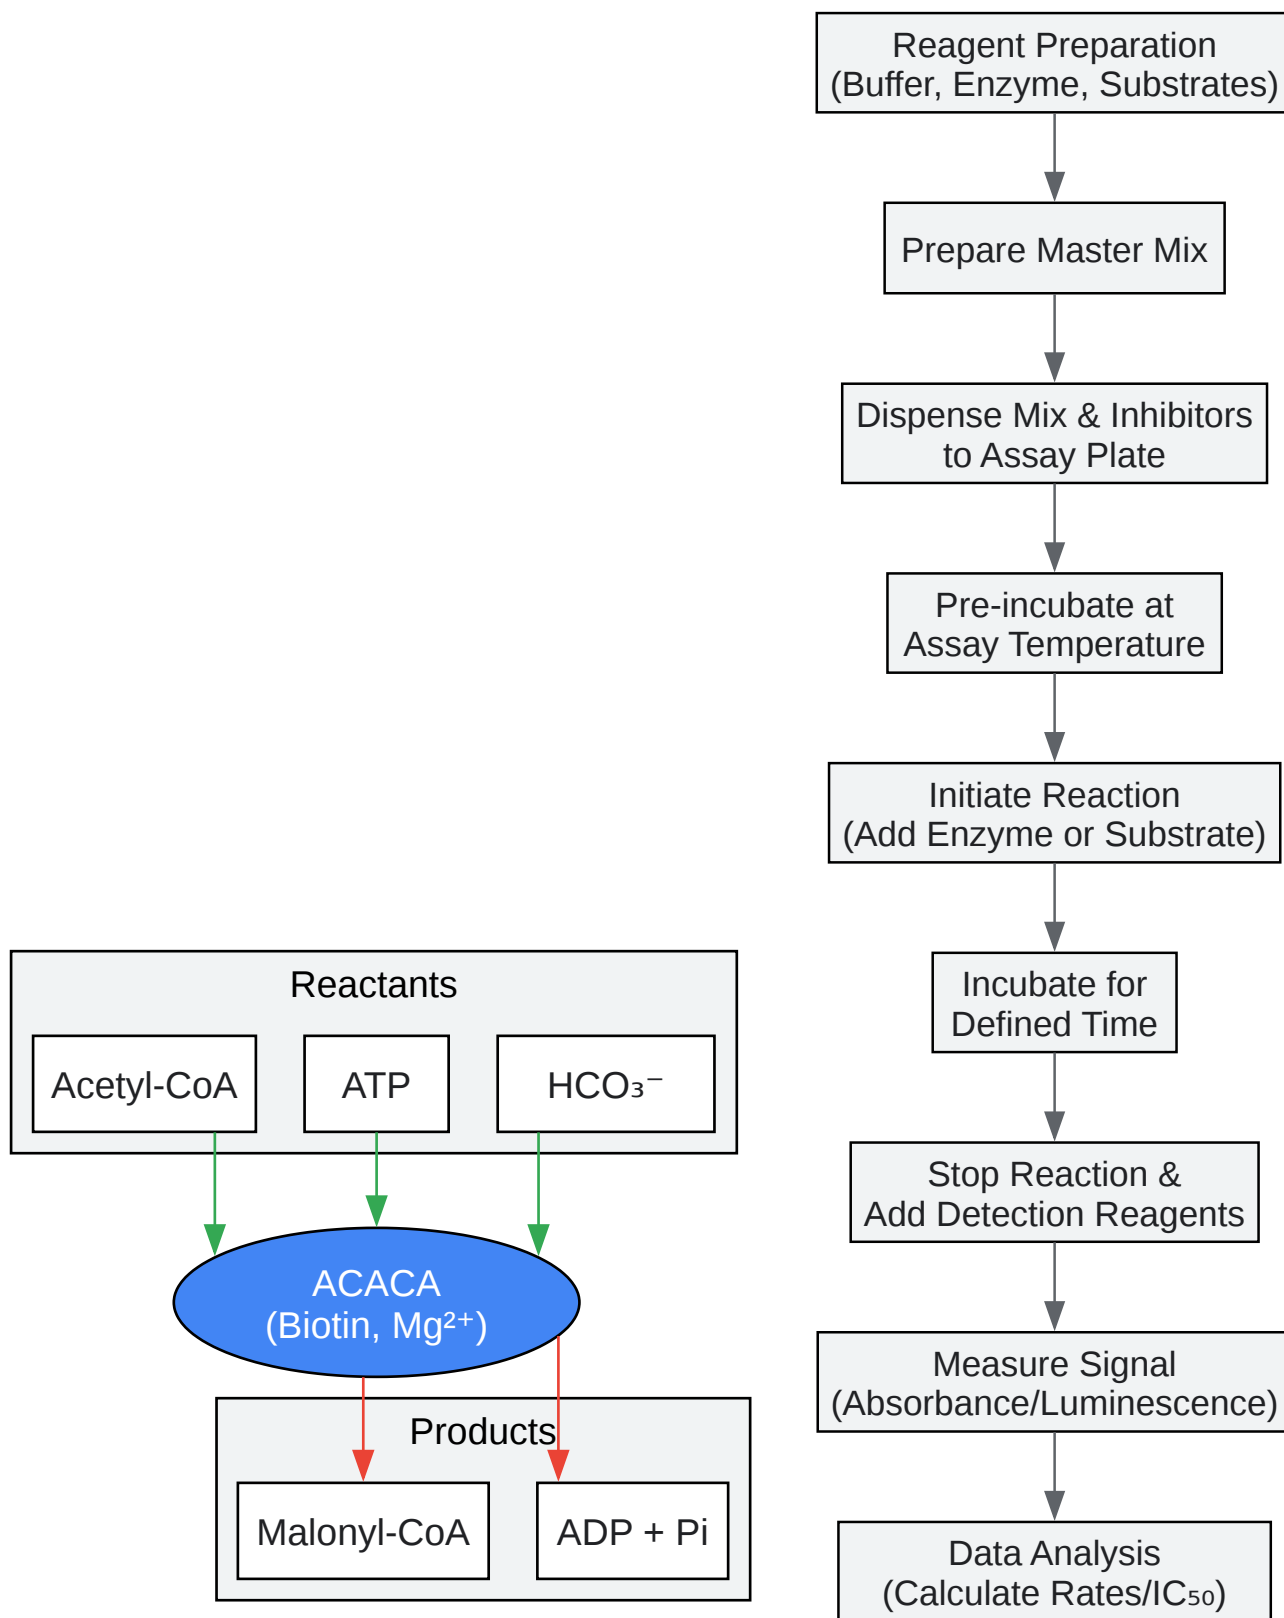 Reagent Preparation
(Buffer, Enzyme, Substrates)
Prepare Master Mix
Dispense Mix & Inhibitors
to Assay Plate
Pre-incubate at
Assay Temperature
Initiate Reaction
(Add Enzyme or Substrate)
Incubate for
Defined Time
Stop Reaction &
Add Detection Reagents
Measure Signal
(Absorbance/Luminescence)
Data Analysis
(Calculate Rates/IC₅₀)
Reactants
Acetyl-CoA
ATP
HCO₃⁻
ACACA
(Biotin, Mg²⁺)
Products
Malonyl-CoA
ADP + Pi